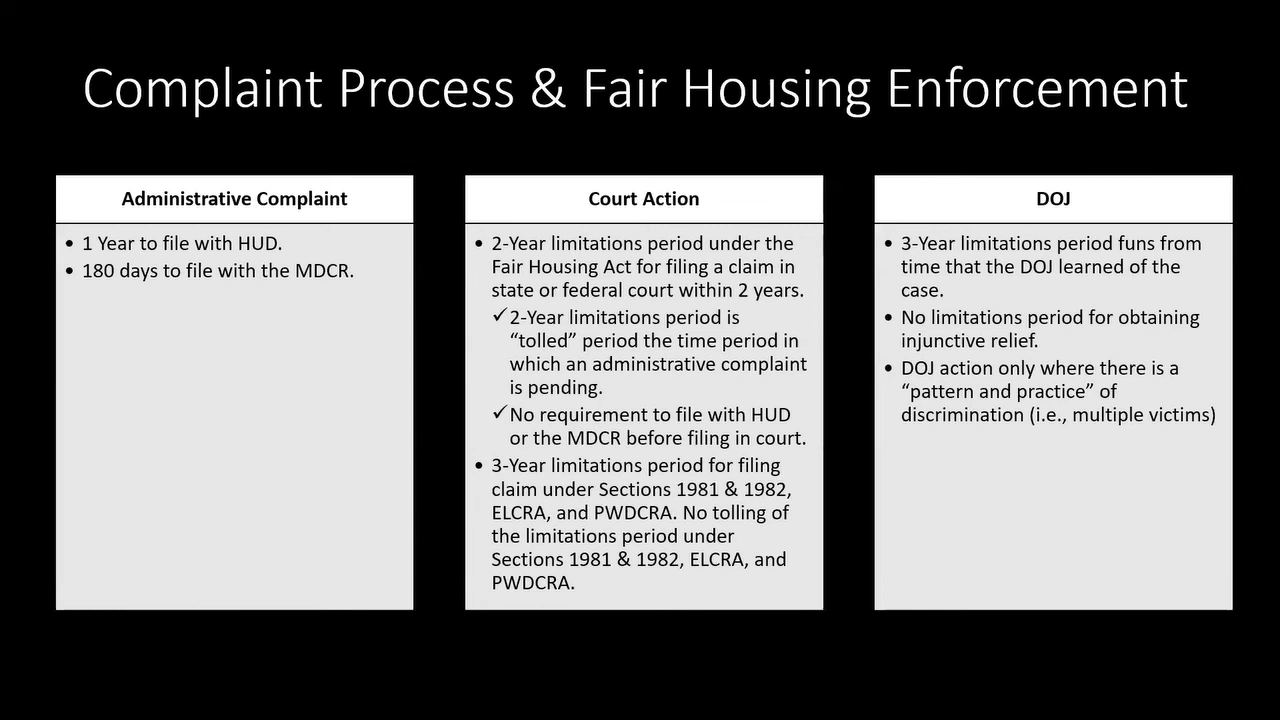 Complaint Process & Fair Housing Enforcement
Administrative Complaint
• 1 Year to file with HUD.
• 180 days to file with the MDCR.
Court Action
• 2-Year limitations period under the
Fair Housing Act for filing a claim in
state or federal court within 2 years.
✓2-Year limitations period is
“tolled” period the time period in
which an administrative complaint
is pending.
✓No requirement to file with HUD
or the MDCR before filing in court.
• 3-Year limitations period for filing
claim under Sections 1981 & 1982,
ELCRA, and PWDCRA. No tolling of
the limitations period under
Sections 1981 & 1982, ELCRA, and
PWDCRA.
DOJ
• 3-Year limitations period funs from
time that the DOJ learned of the
case.
• No limitations period for obtaining
injunctive relief.
• DOJ action only where there is a
“pattern and practice” of
discrimination (i.e., multiple victims)